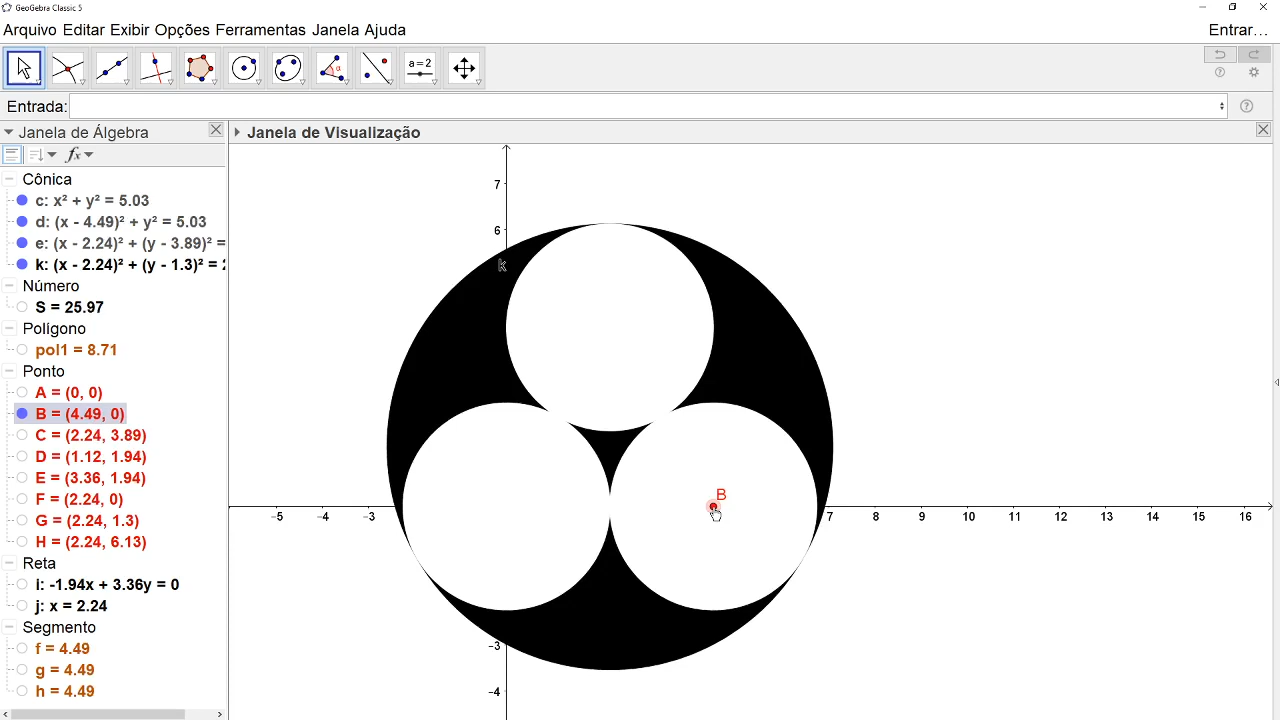 GeoGebra Classic 5
Arquivo Editar Exibir Opções Ferramentas Janela Ajuda
Entrar…
a=2
Entrada:
Janela de Álgebra
Janela de Visualização
fx
Cônica
c: x² + y² = 5.03
d: (x - 4.49)² + y² = 5.03
e: (x - 2.24)² + (y - 3.89)² =
k: (x - 2.24)² + (y - 1.3)² = 2
Número
S = 25.97
Polígono
pol1 = 8.71
Ponto
A = (0, 0)
B = (4.49, 0)
C = (2.24, 3.89)
D = (1.12, 1.94)
E = (3.36, 1.94)
F = (2.24, 0)
G = (2.24, 1.3)
H = (2.24, 6.13)
Reta
i: -1.94x + 3.36y = 0
j: x = 2.24
Segmento
f = 4.49
g = 4.49
h = 4.49
7
6
k
B
-5 -4 -3 7 8 9 10 11 12 13 14 15 16
-3
-4